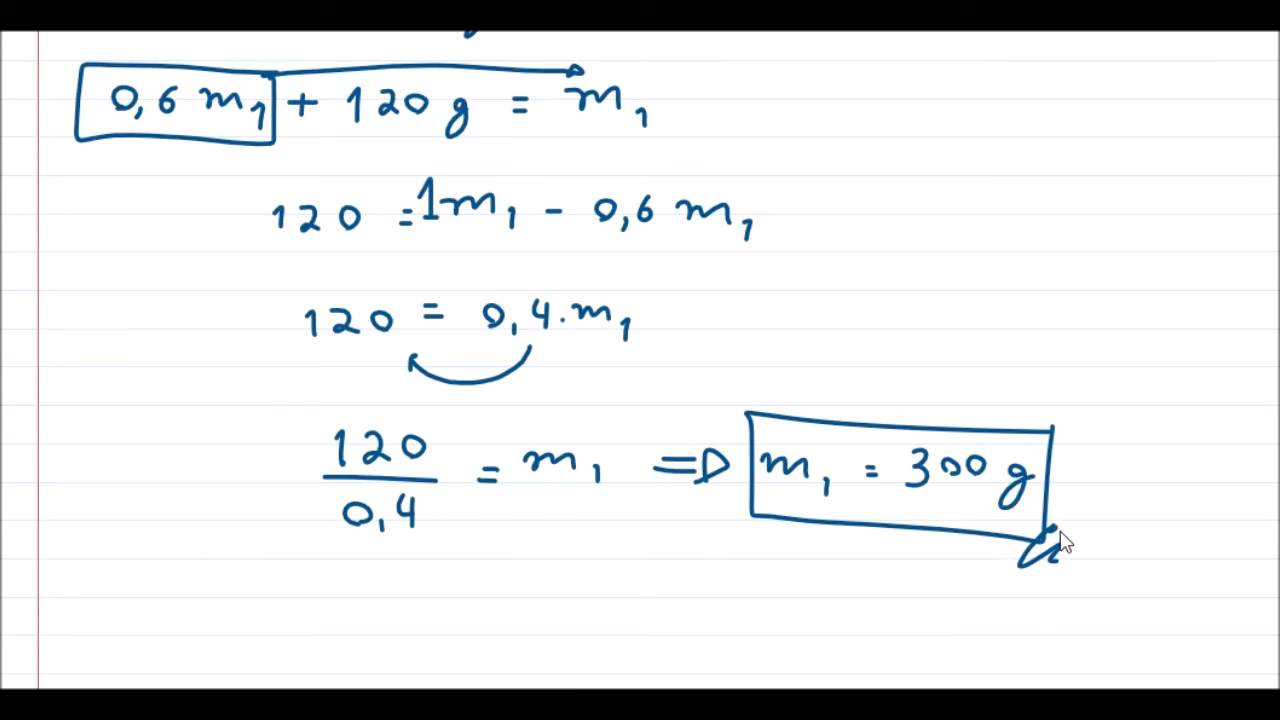 0,6 m₁ + 120 g = m₁
120 = 1m₁ - 0,6 m₁
120 = 0,4 . m₁
120/0,4 = m₁ ⇒ m₁ = 300 g